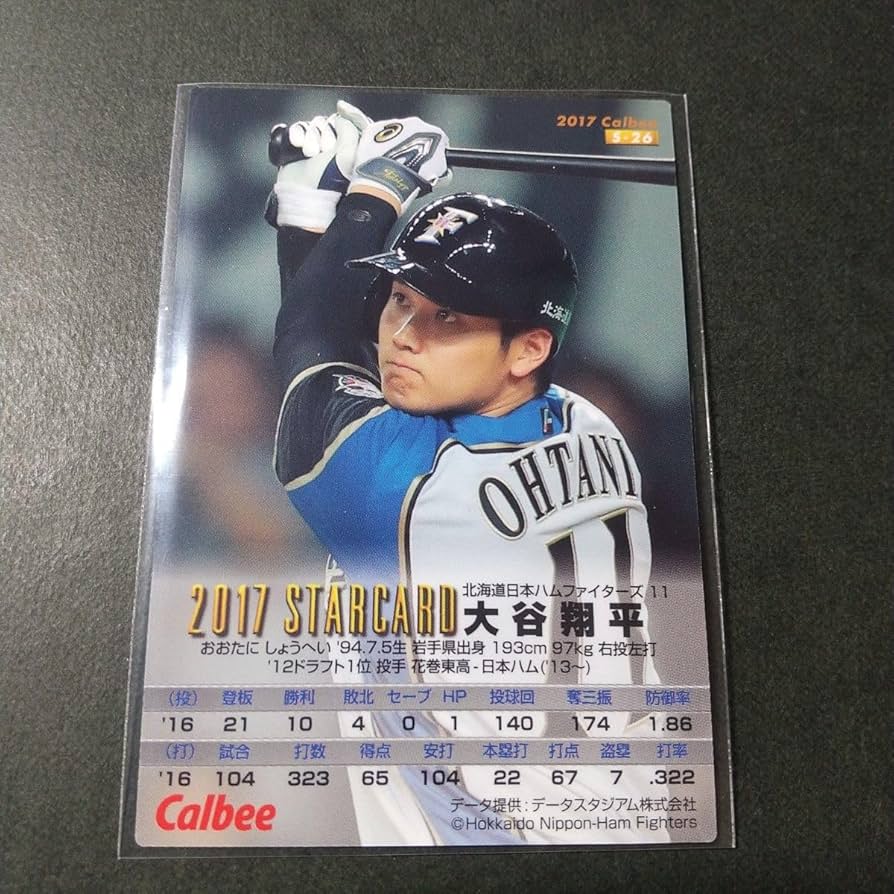 2017 Calbee
S-26
F
北海道
OHTANI
11
2017 STARCARD
北海道日本ハムファイターズ 11
大谷翔平
おおたに しょうへい '94.7.5生 岩手県出身 193cm 97kg 右投左打
'12ドラフト1位 投手 花巻東高-日本ハム('13〜)
(投) 登板 勝利 敗北 セーブ HP 投球回 奪三振 防御率
'16 21 10 4 0 1 140 174 1.86
(打) 試合 打数 得点 安打 本塁打 打点 盗塁 打率
'16 104 323 65 104 22 67 7 .322
Calbee
データ提供:データスタジアム株式会社
©Hokkaido Nippon-Ham Fighters